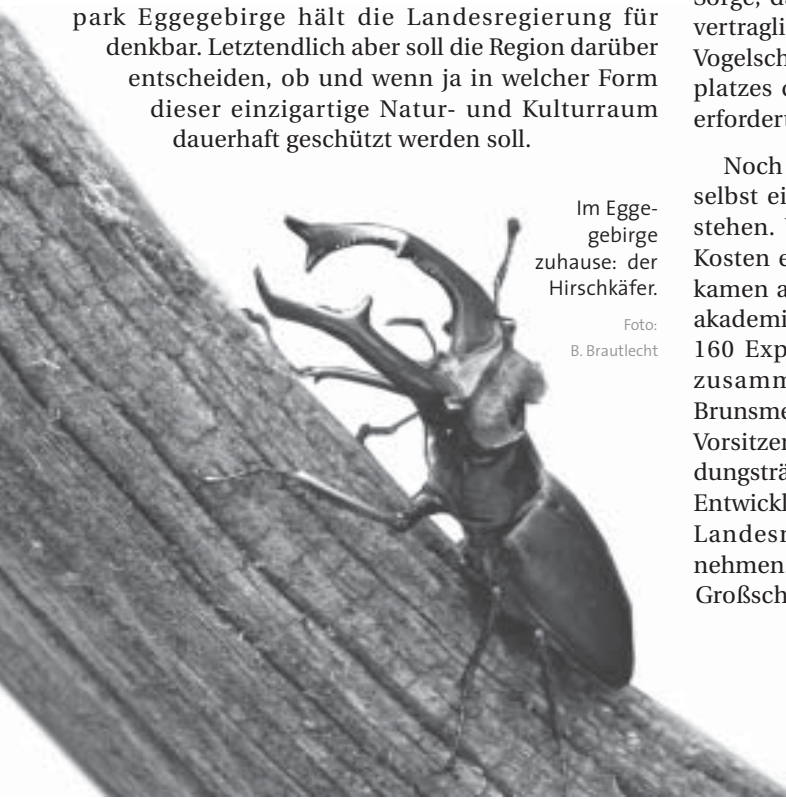 park Eggegebirge hält die Landesregierung für
denkbar. Letztendlich aber soll die Region darüber
entscheiden, ob und wenn ja in welcher Form
dieser einzigartige Natur- und Kulturraum
dauerhaft geschützt werden soll.
Im Egge-
gebirge
zuhause: der
Hirschkäfer.
Foto:
B. Brautlecht
vertragli
Vogelsch
platzes
erfordert
Noch
selbst ei
stehen.
Kosten e
kamen a
akademi
160 Exp
zusamm
Brunsme
Vorsitzer
dungsträ
Entwickl
Landesr
nehmen
Großsch